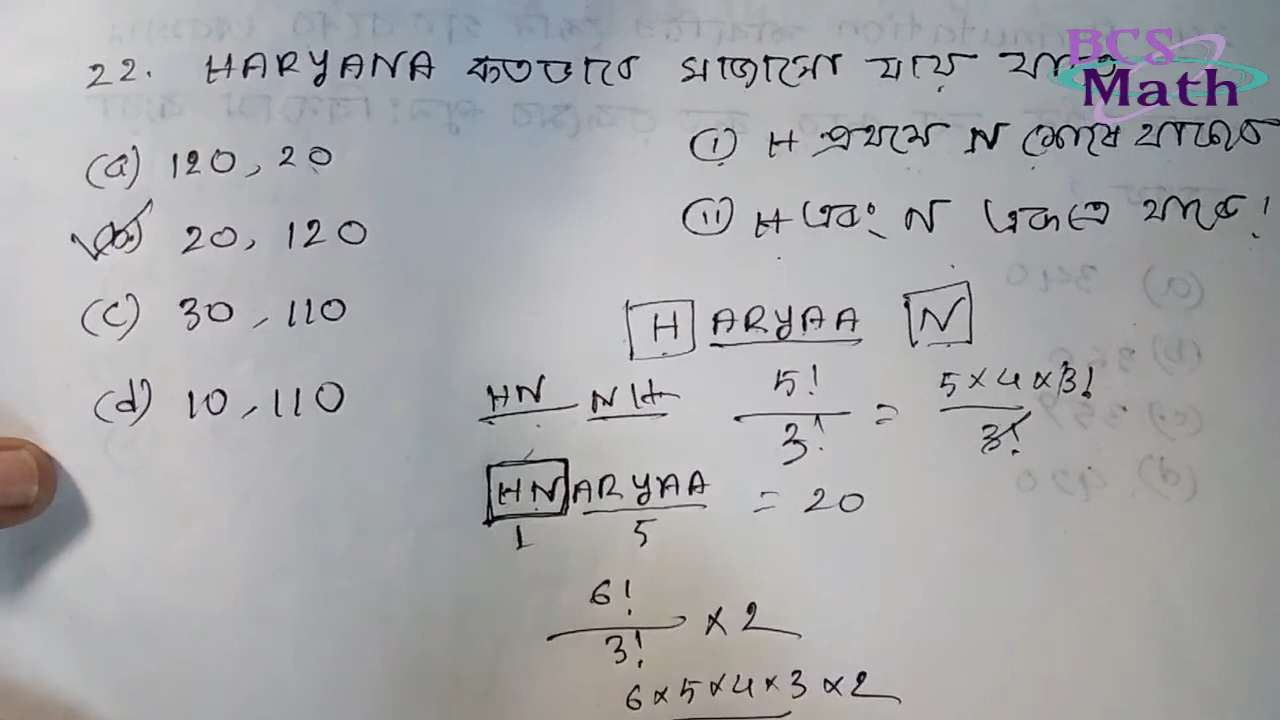 BCS
Math
22. HARYANA কতভাবে সাজানো যায় যাতে
(i) H প্রথমে N শেষে থাকবে
(ii) H এবং N একত্রে থাকে!
(a) 120, 20
(b) 20, 120
(c) 30, 110
(d) 10, 110
H ARYAA N
HN NH 5!/3! = 5×4×3!/3!
HN ARYAA = 20
1 5
6!/3! × 2
6×5×4×3×2